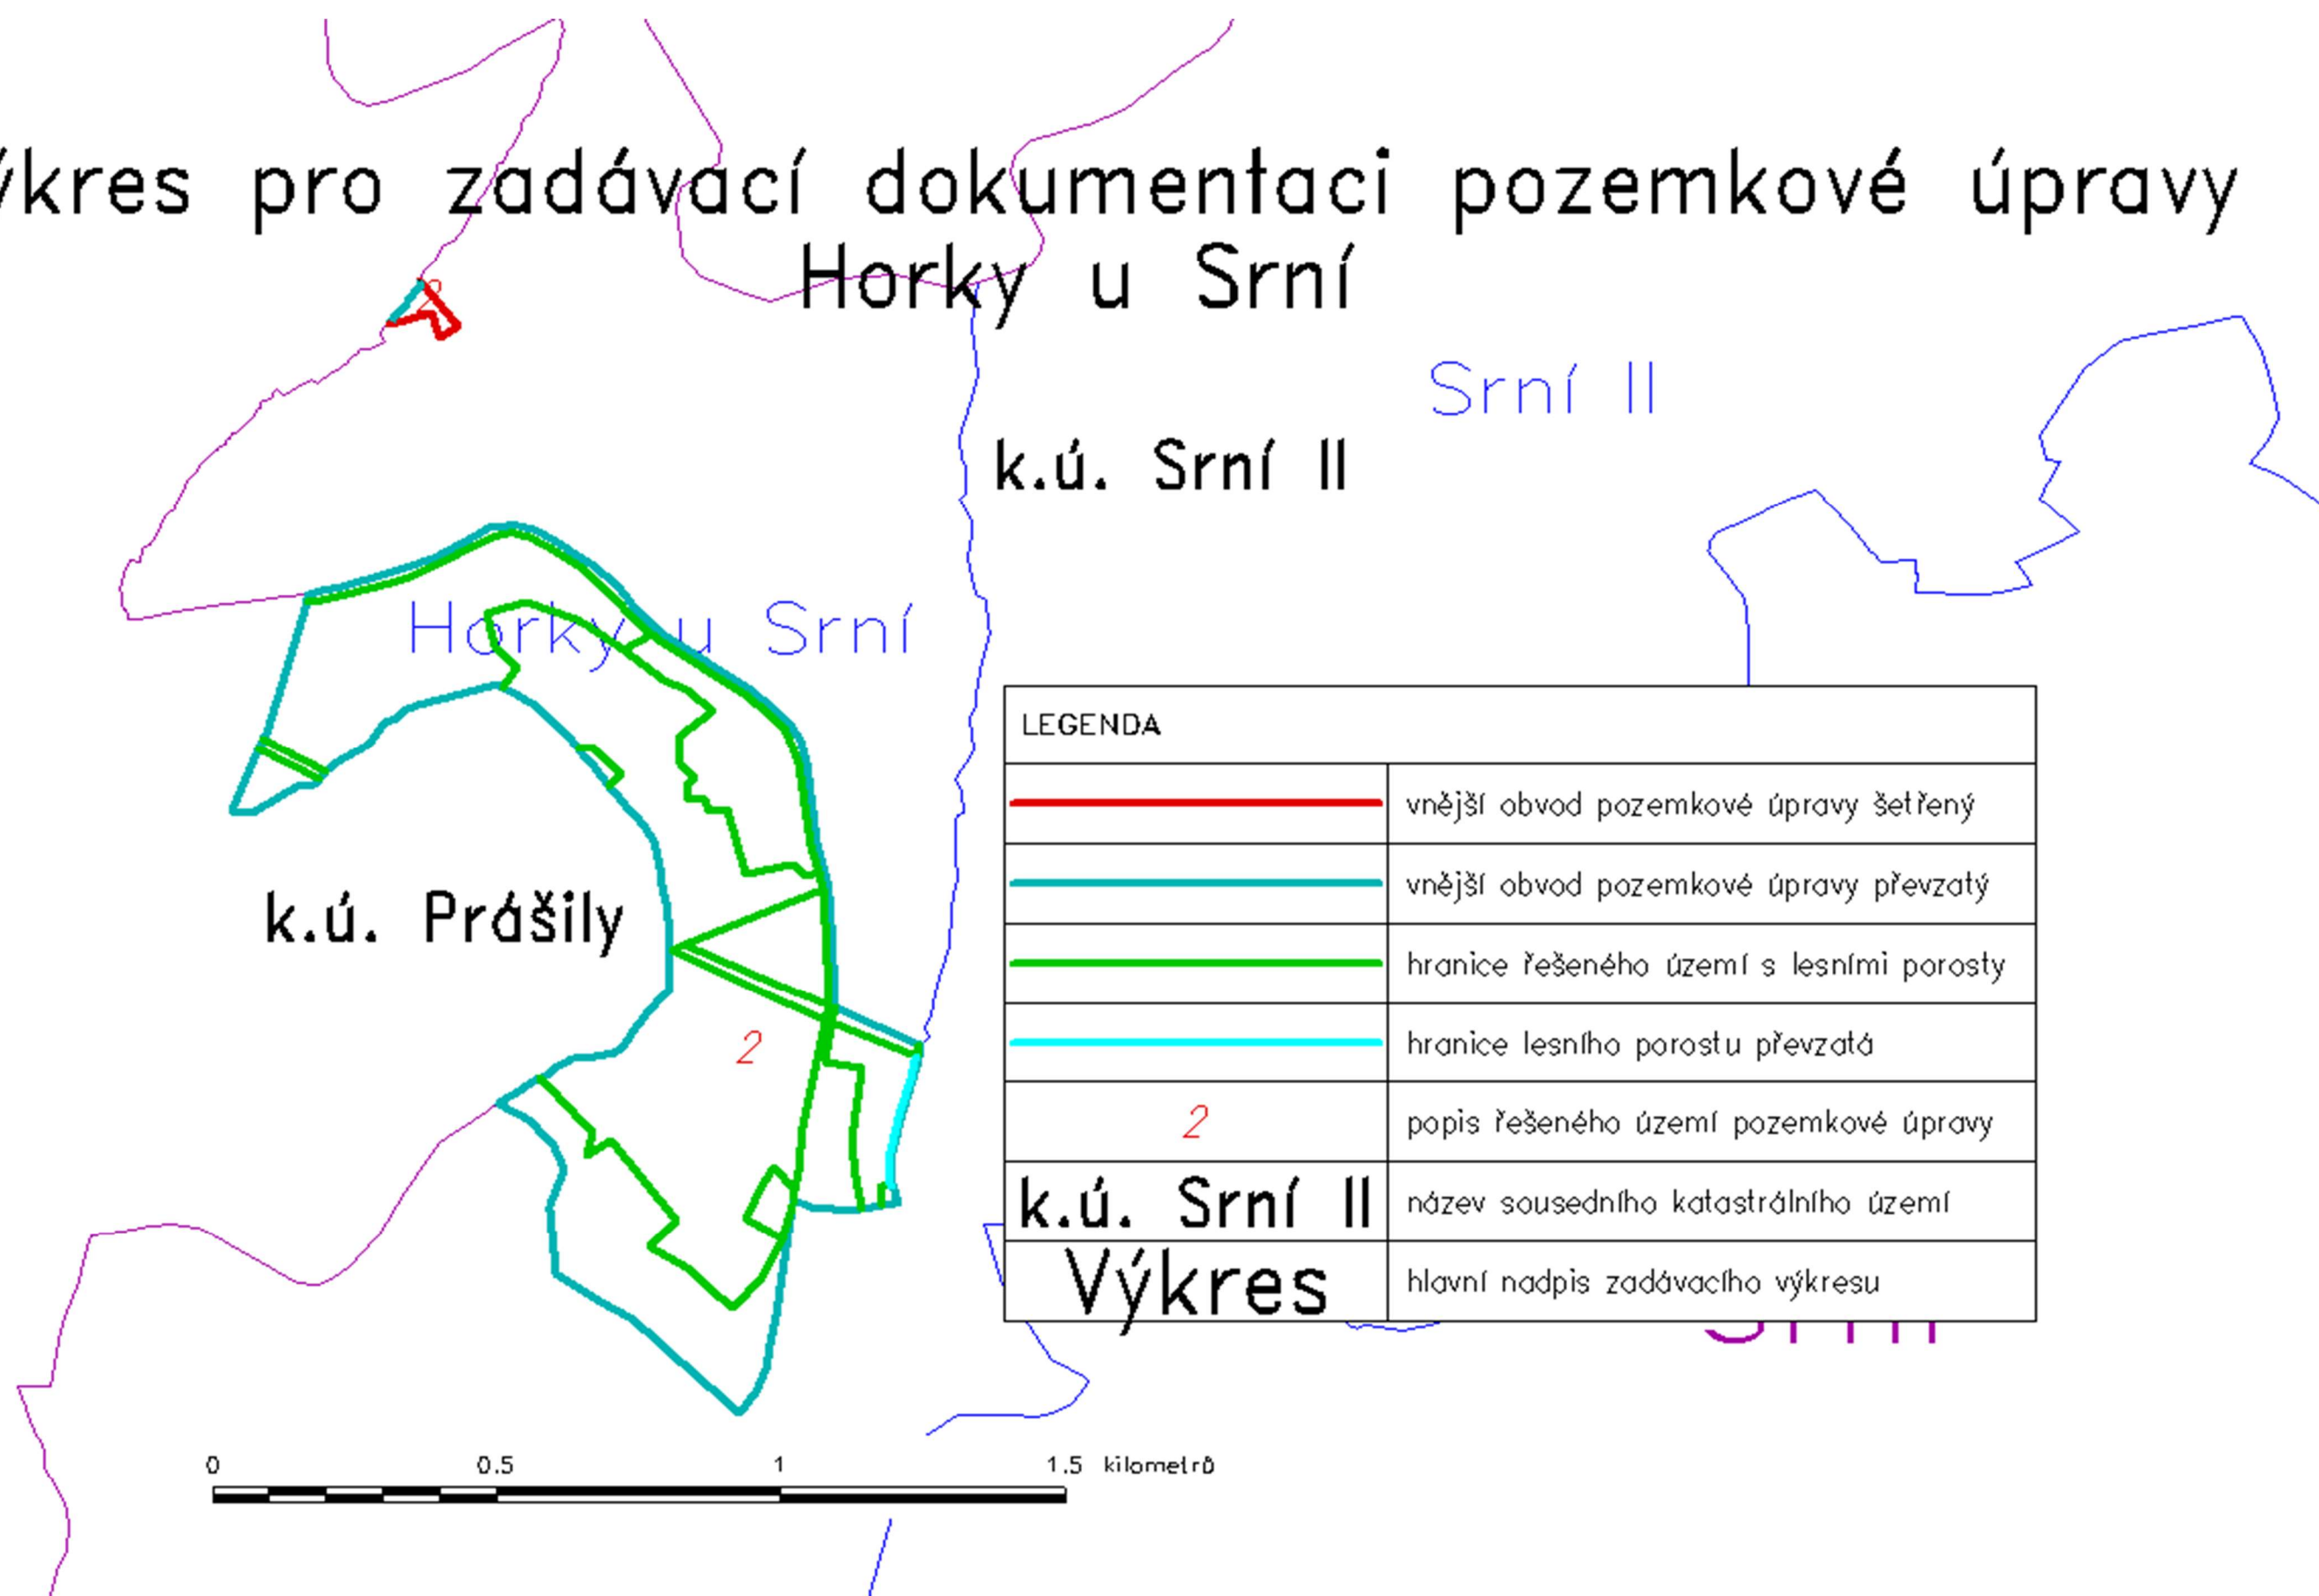 ýkres pro zadávací dokumentaci pozemkové úpravy
Horky u Srní
2
Srní II
k.ú. Srní II
Horky u Srní
k.ú. Prášily
2
LEGENDA
vnější obvod pozemkové úpravy šetřený
vnější obvod pozemkové úpravy převzatý
hranice řešeného území s lesními porosty
hranice lesního porostu převzatá
2 popis řešeného území pozemkové úpravy
k.ú. Srní II název sousedního katastrálního území
Výkres hlavní nadpis zadávacího výkresu
0 0.5 1 1.5 kilometrů